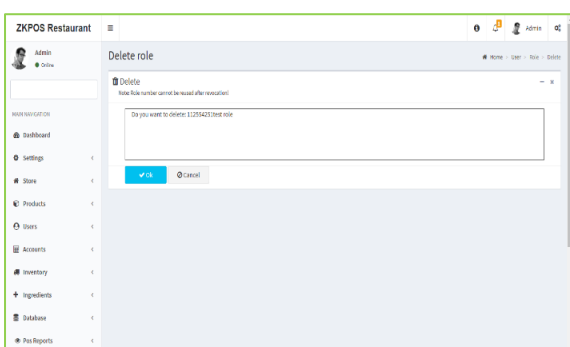 ZKPOS Restaurant
Admin
Admin
Online
Delete role
Home > User > Role > Delete
Delete
Note: Role number cannot be reused after revocation!
MAIN NAVIGATION
Do you want to delete: 112554251test role
Dashboard
Settings
Ok
Cancel
Store
Products
Users
Accounts
Inventory
Ingredients
Database
Pos Reports